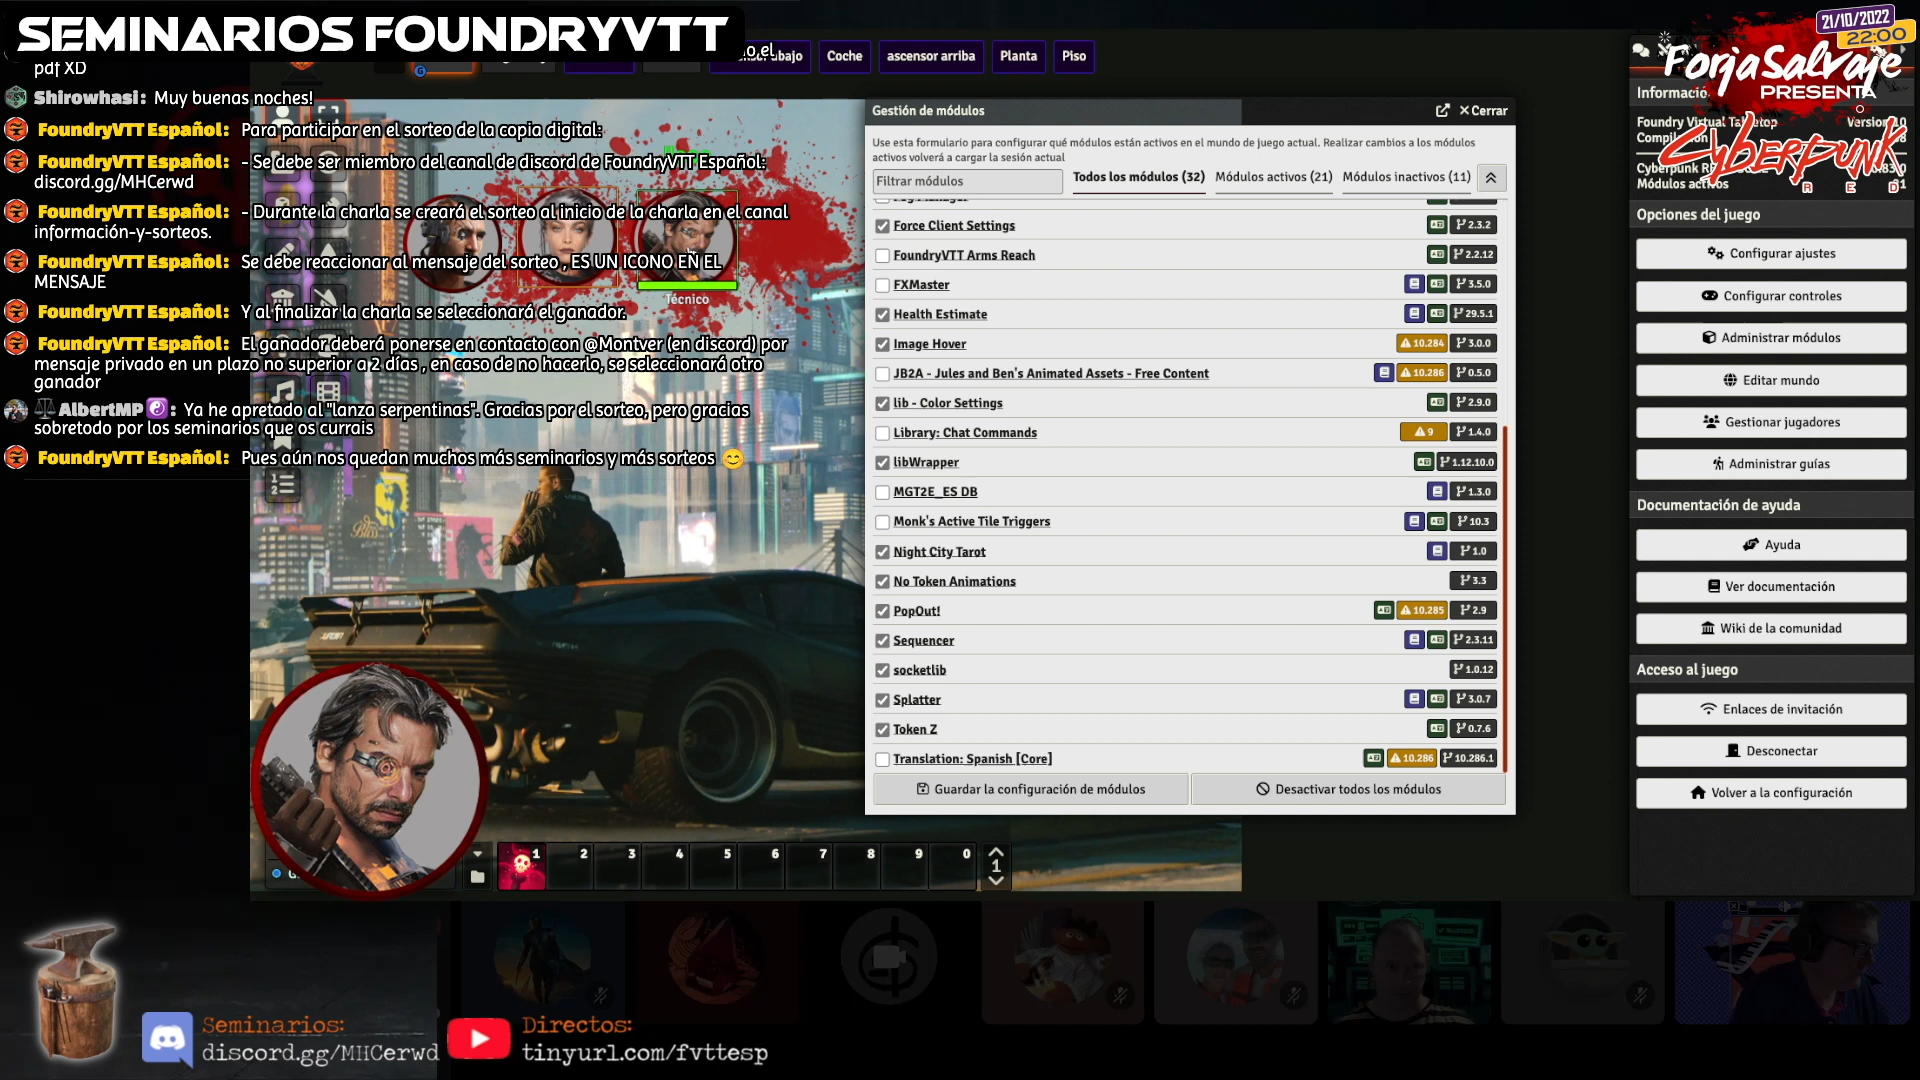 SEMINARIOS FOUNDRYVTT
Coche
ascensor arriba
Planta
Piso
21/10/2022
22:00
ForjaSalvaje
PRESENTA
Cyberpunk
RED
pdf XD
Shirowhasi: Muy buenas noches!
FoundryVTT Español: Para participar en el sorteo de la copia digital:
FoundryVTT Español: - Se debe ser miembro del canal de discord de FoundryVTT Español:
discord.gg/MHCerwd
FoundryVTT Español: - Durante la charla se creará el sorteo al inicio de la charla en el canal
información-y-sorteos.
FoundryVTT Español: Se debe reaccionar al mensaje del sorteo , ES UN ICONO EN EL
MENSAJE
FoundryVTT Español: Y al finalizar la charla se seleccionará el ganador.
FoundryVTT Español: El ganador deberá ponerse en contacto con @Montver (en discord) por
mensaje privado en un plazo no superior a 2 días , en caso de no hacerlo, se seleccionará otro
ganador
AlbertMP: Ya he apretado al "lanza serpentinas". Gracias por el sorteo, pero gracias
sobretodo por los seminarios que os currais
FoundryVTT Español: Pues aún nos quedan muchos más seminarios y más sorteos 😊
Técnico
Gestión de módulos
Cerrar
Use esta formulario para configurar qué módulos están activos en el mundo de juego actual. Realizar cambios a los módulos
activos volverá a cargar la sesión actual
Filtrar módulos
Todos los módulos (32)
Módulos activos (21)
Módulos inactivos (11)
Force Client Settings 2.3.2
FoundryVTT Arms Reach 2.2.12
FXMaster 3.5.0
Health Estimate 29.5.1
Image Hover 10.284 3.0.0
JB2A - Jules and Ben's Animated Assets - Free Content 10.286 0.5.0
lib - Color Settings 2.9.0
Library: Chat Commands 9 1.4.0
libWrapper 1.12.10.0
MGT2E_ES DB 1.3.0
Monk's Active Tile Triggers 10.3
Night City Tarot 1.0
No Token Animations 3.3
PopOut! 10.285 2.9
Sequencer 2.3.11
socketlib 1.0.12
Splatter 3.0.7
Token Z 0.7.6
Translation: Spanish [Core] 10.286 10.286.1
Guardar la configuración de módulos
Desactivar todos los módulos
Foundry Virtual Tabletop
Módulos activos
Opciones del juego
Configurar ajustes
Configurar controles
Administrar módulos
Editar mundo
Gestionar jugadores
Administrar guías
Documentación de ayuda
Ayuda
Ver documentación
Wiki de la comunidad
Acceso al juego
Enlaces de invitación
Desconectar
Volver a la configuración
1 2 3 4 5 6 7 8 9 0
1
Seminarios:
discord.gg/MHCerwd
Directos:
tinyurl.com/fvttesp